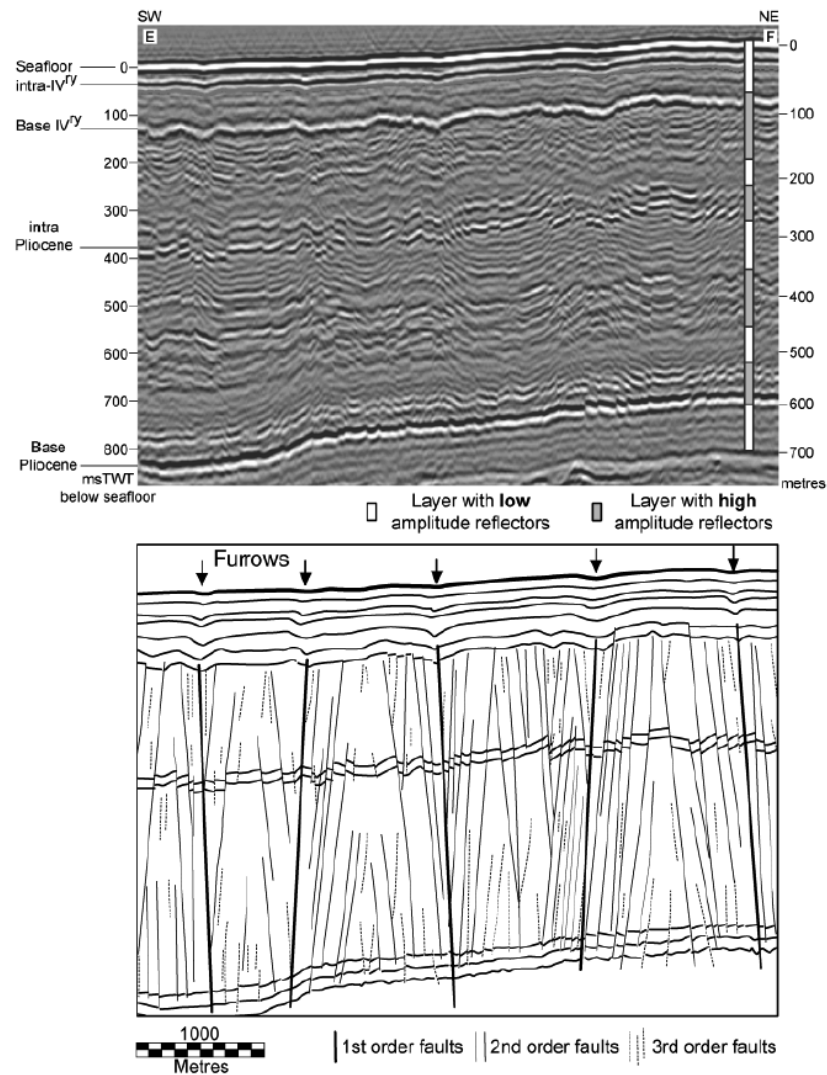 SW NE
E F
Seafloor 0 0
intra-IVry
100 100
Base IVry
200 200
300 300
intra
Pliocene
400 400
500 500
600 600
700
Base
Pliocene 800 700
msTWT
below seafloor
metres
Layer with low
amplitude reflectors
Layer with high
amplitude reflectors
Furrows
1000
Metres
1st order faults 2nd order faults 3rd order faults